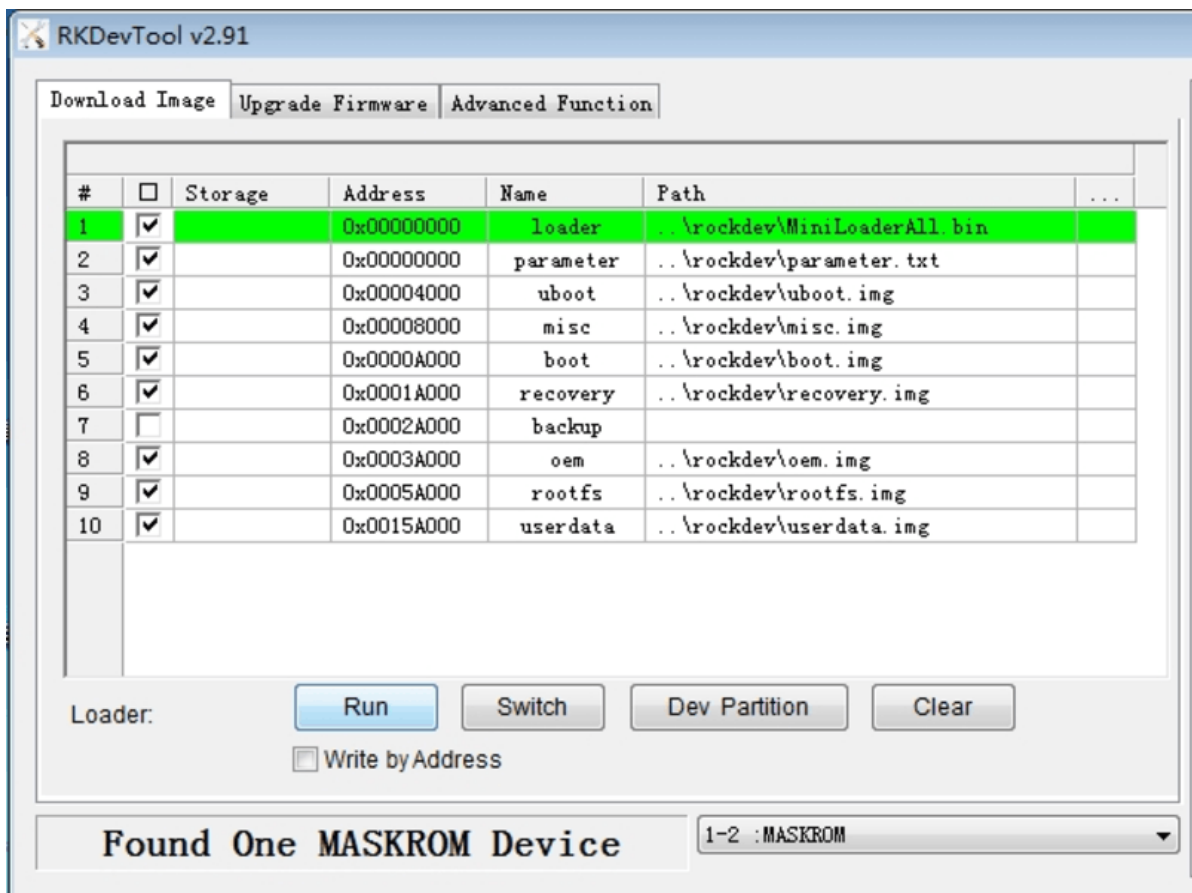 RKDevTool v2.91
Download Image Upgrade Firmware Advanced Function
# Storage Address Name Path ...
1 0x00000000 loader ..\rockdev\MiniLoaderAll.bin
2 0x00000000 parameter ..\rockdev\parameter.txt
3 0x00004000 uboot ..\rockdev\uboot.img
4 0x00008000 misc ..\rockdev\misc.img
5 0x0000A000 boot ..\rockdev\boot.img
6 0x0001A000 recovery ..\rockdev\recovery.img
7 0x0002A000 backup
8 0x0003A000 oem ..\rockdev\oem.img
9 0x0005A000 rootfs ..\rockdev\rootfs.img
10 0x0015A000 userdata ..\rockdev\userdata.img
Loader: Run Switch Dev Partition Clear
Write by Address
Found One MASKROM Device 1-2 :MASKROM